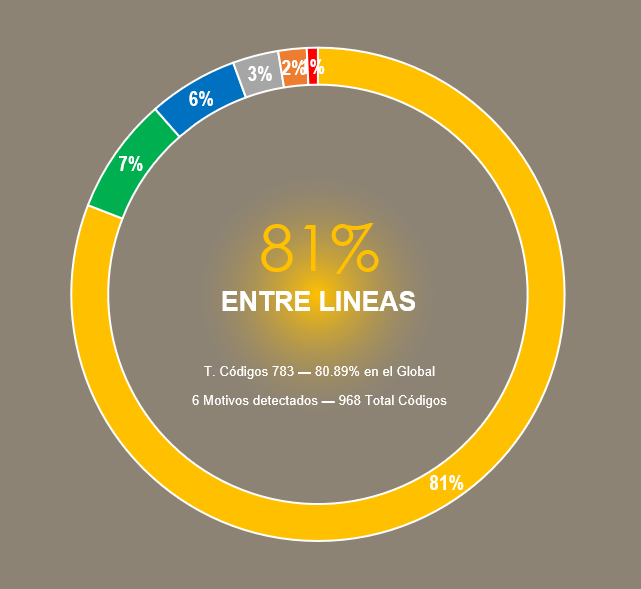 3%
2%
1%
6%
7%
81%
ENTRE LINEAS
T. Códigos 783 — 80.89% en el Global
6 Motivos detectados — 968 Total Códigos
81%